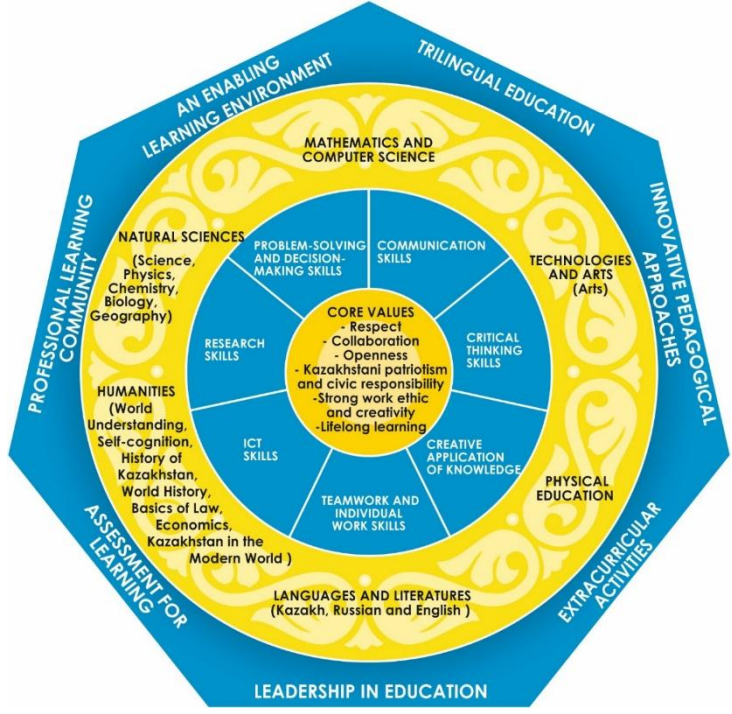 AN ENABLING
LEARNING ENVIRONMENT
TRILINGUAL EDUCATION
INNOVATIVE PEDAGOGICAL
APPROACHES
EXTRACURRICULAR
ACTIVITIES
LEADERSHIP IN EDUCATION
ASSESSMENT FOR
LEARNING
PROFESSIONAL LEARNING
COMMUNITY
MATHEMATICS AND
COMPUTER SCIENCE
TECHNOLOGIES
AND ARTS
(Arts)
PHYSICAL
EDUCATION
LANGUAGES AND LITERATURES
(Kazakh, Russian and English )
HUMANITIES
(World
Understanding,
Self-cognition,
History of
Kazakhstan,
World History,
Basics of Law,
Economics,
Kazakhstan in the
Modern World )
NATURAL SCIENCES
(Science,
Physics,
Chemistry,
Biology,
Geography)
PROBLEM-SOLVING
AND DECISION-
MAKING SKILLS
COMMUNICATION
SKILLS
CRITICAL
THINKING
SKILLS
CREATIVE
APPLICATION
OF KNOWLEDGE
TEAMWORK AND
INDIVIDUAL
WORK SKILLS
ICT
SKILLS
RESEARCH
SKILLS
CORE VALUES
- Respect
- Collaboration
- Openness
- Kazakhstani patriotism
and civic responsibility
-Strong work ethic
and creativity
-Lifelong learning